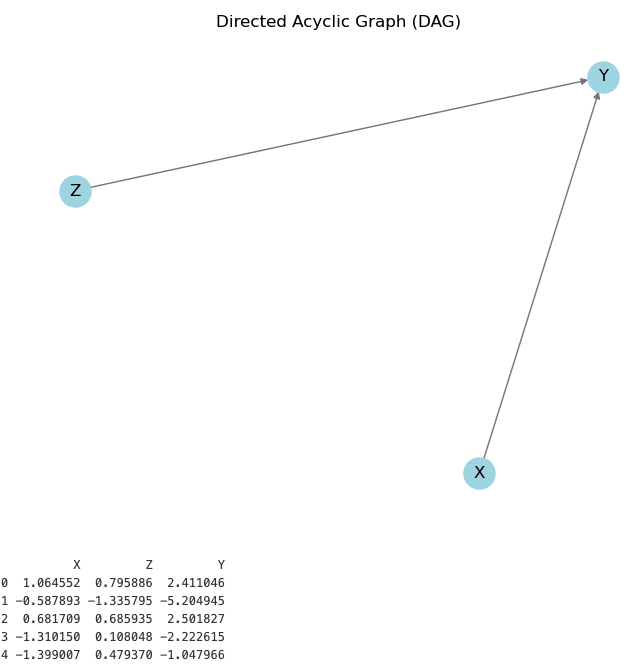 Directed Acyclic Graph (DAG)
Y
Z
X
X Z Y
0 1.064552 0.795886 2.411046
1 -0.587893 -1.335795 -5.204945
2 0.681709 0.685935 2.501827
3 -1.310150 0.108048 -2.222615
4 -1.399007 0.479370 -1.047966